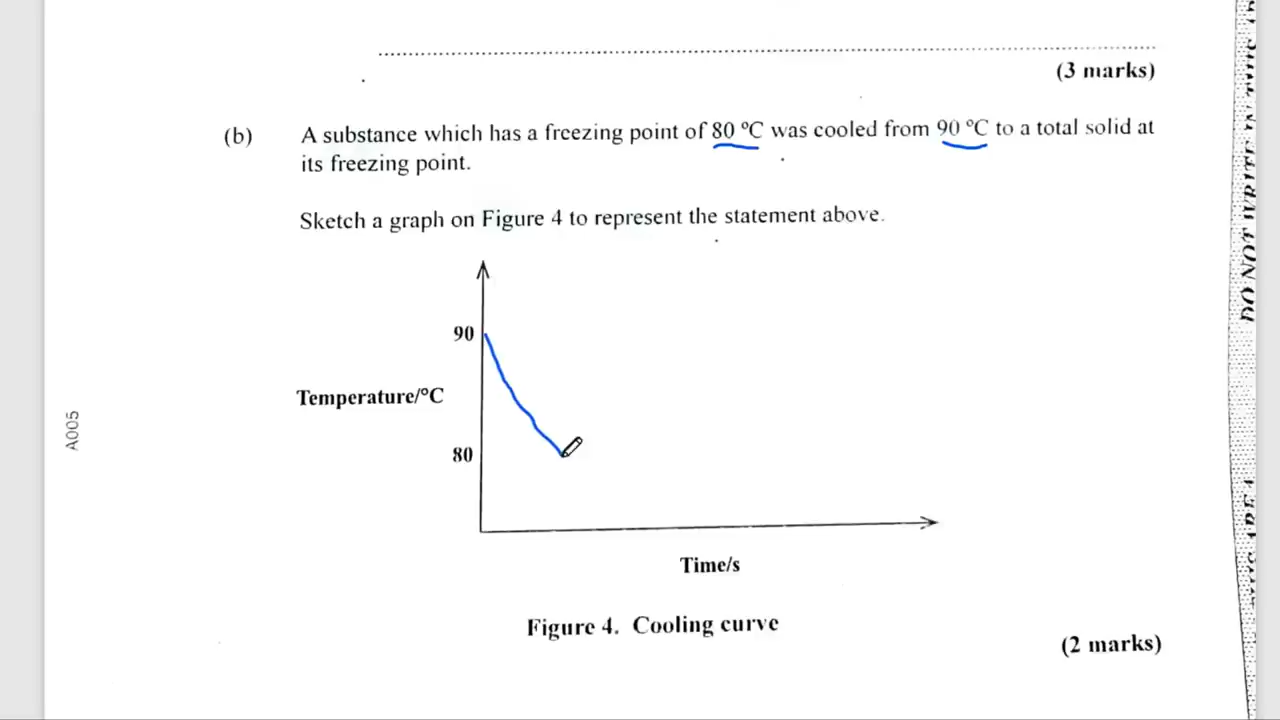 (3 marks)
(b) A substance which has a freezing point of 80 °C was cooled from 90 °C to a total solid at
its freezing point.
Sketch a graph on Figure 4 to represent the statement above.
90
Temperature/°C
80
Time/s
Figure 4. Cooling curve
(2 marks)
A005
DO NOT WRITE